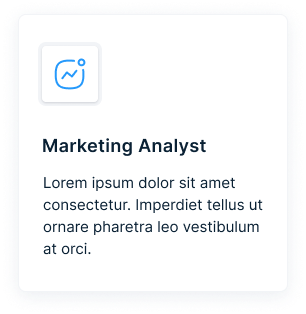 Marketing Analyst
Lorem ipsum dolor sit amet
consectetur. Imperdiet tellus ut
ornare pharetra leo vestibulum
at orci.